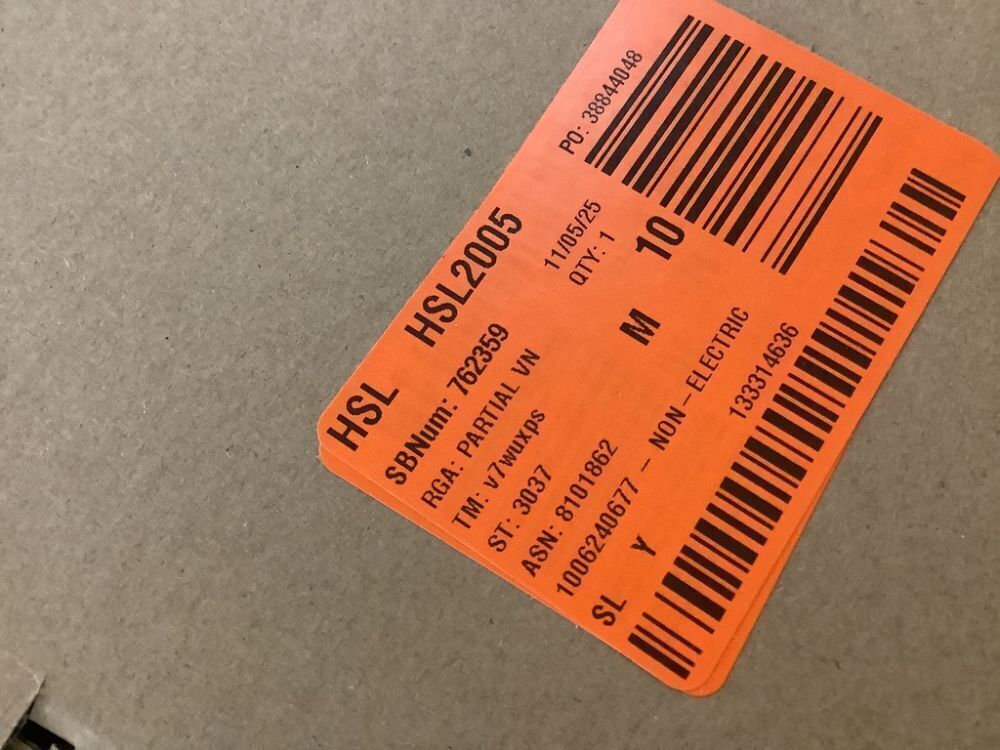 HSL HSL2005 PO: 38844048
SBNum: 762359 11/05/25
RGA: PARTIAL VN QTY: 1
TM: v7wuxps
ST: 3037 M 10
ASN: 8101862
1006240677 - NON-ELECTRIC
SL Y 133314636